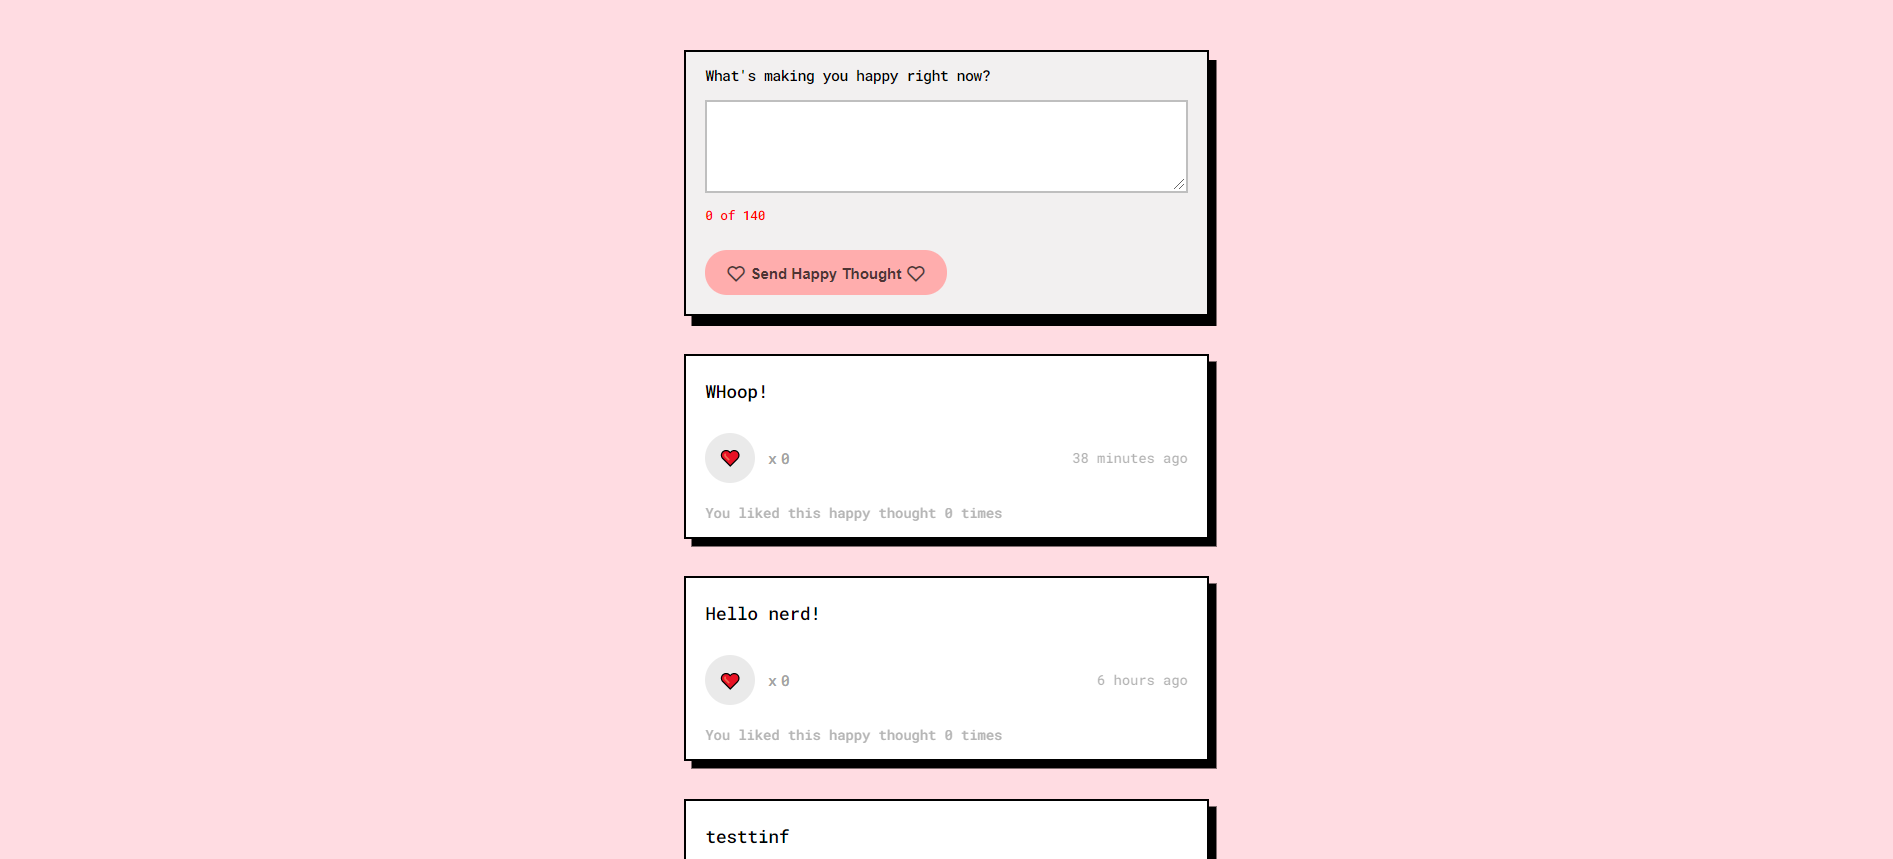 What's making you happy right now?
0 of 140
Send Happy Thought
WHoop!
x 0
38 minutes ago
You liked this happy thought 0 times
Hello nerd!
x 0
6 hours ago
You liked this happy thought 0 times
testtinf